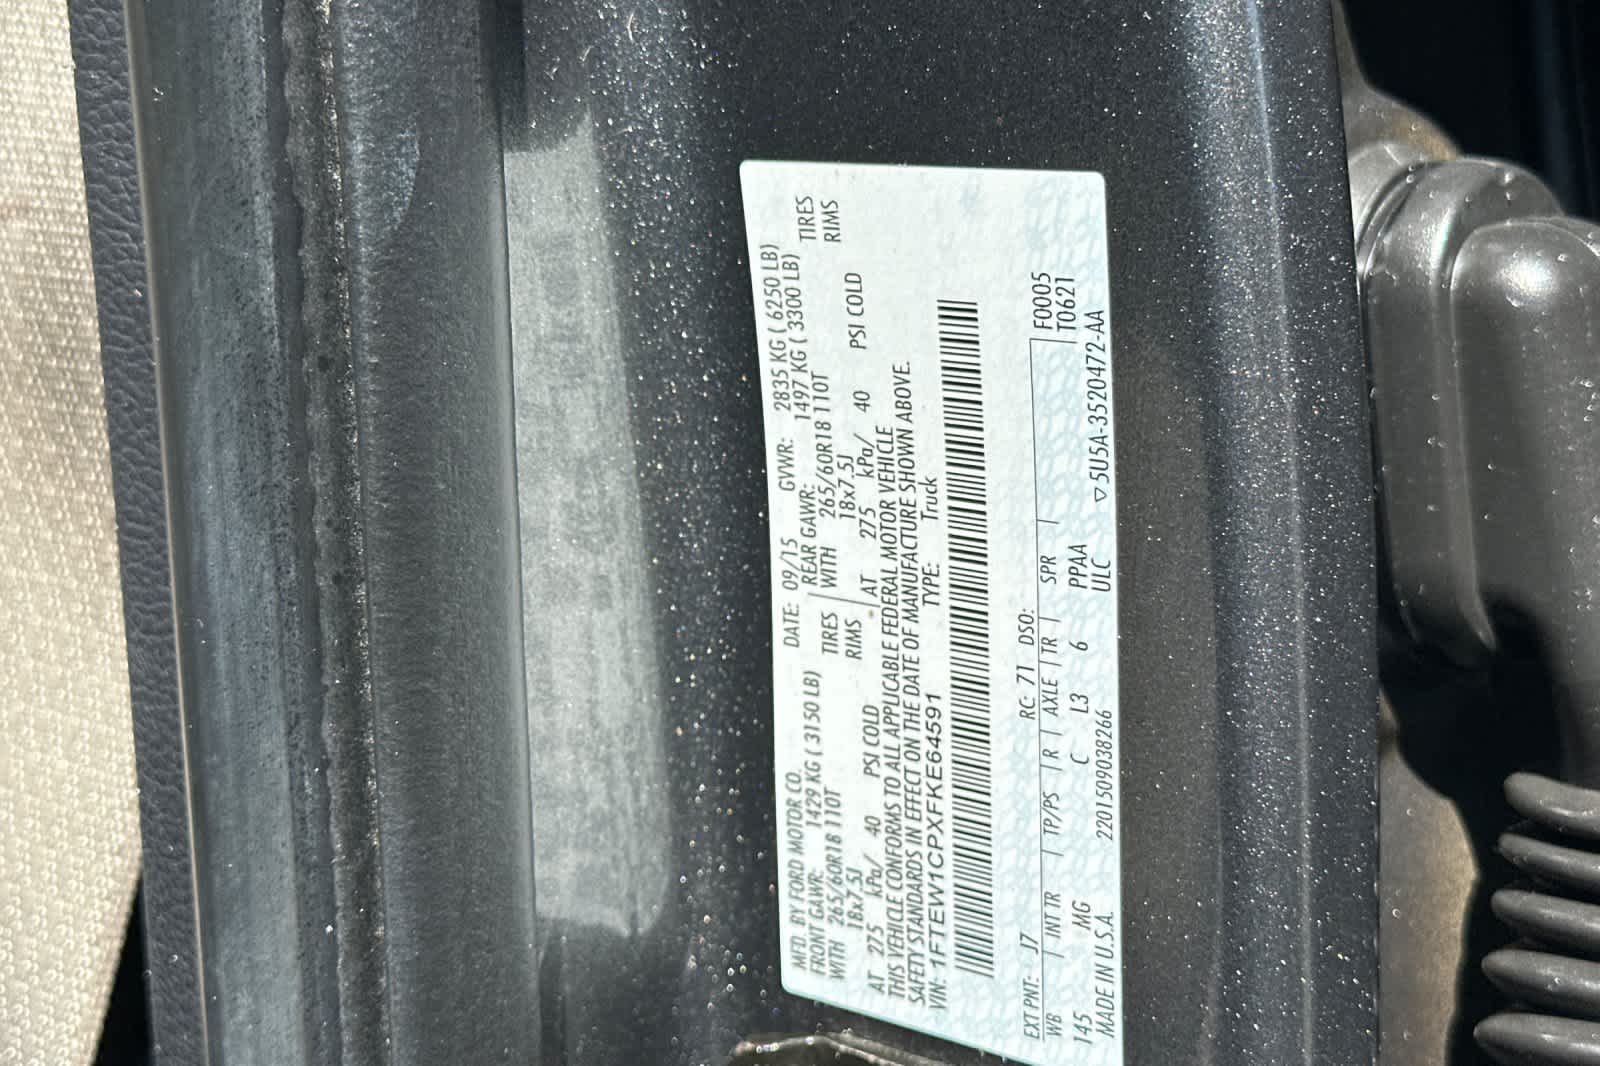 MFD. BY FORD MOTOR CO. DATE: 09/15 GVWR: 2835 KG ( 6250 LB)
FRONT GAWR: 1429 KG ( 3150 LB) REAR GAWR: 1497 KG ( 3300 LB)
WITH 265/60R18 110T TIRES WITH 265/60R18 110T TIRES
18x7.5J RIMS 18x7.5J RIMS
AT 275 kPa/ 40 PSI COLD AT 275 kPa/ 40 PSI COLD
THIS VEHICLE CONFORMS TO ALL APPLICABLE FEDERAL MOTOR VEHICLE
SAFETY STANDARDS IN EFFECT ON THE DATE OF MANUFACTURE SHOWN ABOVE.
VIN: 1FTEW1CPXFKE64591 TYPE: Truck
EXT PNT: J7 RC: 71 DSO: F0005
WB | INT TR | TP/PS | R | AXLE | TR | SPR | T0621
145 MG C L3 6 PPAA
MADE IN U.S.A. 2201509038266 ULC ▽5U5A-3520472-AA